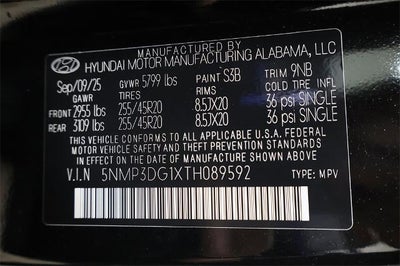 MANUFACTURED BY
HYUNDAI MOTOR MANUFACTURING ALABAMA, LLC
Sep/09/25 GVWR 5799 lbs PAINT S3B TRIM 9NB
GAWR TIRES RIMS COLD TIRE INFL
FRONT 2955 lbs 255/45R20 8.5JX20 36 psi SINGLE
REAR 3109 lbs 255/45R20 8.5JX20 36 psi SINGLE
THIS VEHICLE CONFORMS TO ALL APPLICABLE U.S.A. FEDERAL
MOTOR VEHICLE SAFETY AND THEFT PREVENTION STANDARDS
IN EFFECT ON THE DATE OF MANUFACTURE SHOWN ABOVE.
V.I.N 5NMP3DG1XTH089592 TYPE: MPV